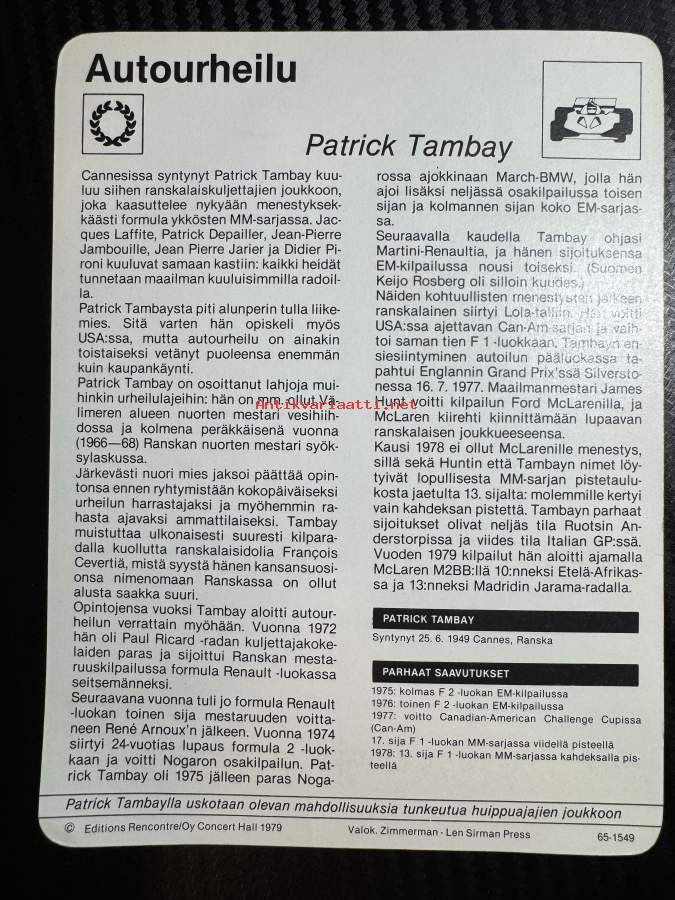 Autourheilu
Patrick Tambay
Cannesissa syntynyt Patrick Tambay kuu-
luu siihen ranskalaiskuljettajien joukkoon,
joka kaasuttelee nykyään menestyksek-
käästi formula ykkösten MM-sarjassa. Jac-
ques Laffite, Patrick Depailler, Jean-Pierre
Jambouille, Jean Pierre Jarier ja Didier Pi-
roni kuuluvat samaan kastiin: kaikki heidät
tunnetaan maailman kuuluisimmilla radoil-
la.
Patrick Tambaysta piti alunperin tulla liike-
mies. Sitä varten hän opiskeli myös
USA:ssa, mutta autourheilu on ainakin
toistaiseksi vetänyt puoleensa enemmän
kuin kaupankäynti.
Patrick Tambay on osoittanut lahjoja mui-
hinkin urheilulajeihin: hän on mm. ollut Vä-
limeren alueen nuorten mestari vesihiih-
dossa ja kolmena peräkkäisenä vuonna
(1966—68) Ranskan nuorten mestari syök-
sylaskussa.
Järkevästi nuori mies jaksoi päättää opin-
tonsa ennen ryhtymistään kokopäiväiseksi
urheilun harrastajaksi ja myöhemmin ra-
hasta ajavaksi ammattilaiseksi. Tambay
muistuttaa ulkonaisesti suuresti kilpara-
dalla kuollutta ranskalaisidolia François
Cevertiä, mistä syystä hänen kansansuosi-
onsa nimenomaan Ranskassa on ollut
alusta saakka suuri.
Opintojensa vuoksi Tambay aloitti autour-
heilun verrattain myöhään. Vuonna 1972
hän oli Paul Ricard -radan kuljettajakoke-
laiden paras ja sijoittui Ranskan mesta-
ruuskilpailussa formula Renault -luokassa
seitsemänneksi.
Seuraavana vuonna tuli jo formula Renault
-luokan toinen sija mestaruuden voitta-
neen René Arnoux'n jälkeen. Vuonna 1974
siirtyi 24-vuotias lupaus formula 2 -luok-
kaan ja voitti Nogaron osakilpailun. Pat-
rick Tambay oli 1975 jälleen paras Noga-
rossa ajokkinaan March-BMW, jolla hän
ajoi lisäksi neljässä osakilpailussa toisen
sijan ja kolmannen sijan koko EM-sarjas-
sa.
Seuraavalla kaudella Tambay ohjasi
Martini-Renaultia, ja hänen sijoituksensa
EM-kilpailussa nousi toiseksi. (Suomen
Keijo Rosberg oli silloin kuudes.)
Näiden kohtuullisten menestysten jälkeen
ranskalainen siirtyi Lola-talliin. Hän voitti
USA:ssa ajettavan Can-Am-sarjan ja vaih-
toi saman tien F 1 -luokkaan. Tambayn en-
siesiintyminen autoilun pääluokassa ta-
pahtui Englannin Grand Prix'ssä Silversto-
nessa 16. 7. 1977. Maailmanmestari James
Hunt voitti kilpailun Ford McLarenilla, ja
McLaren kiirehti kiinnittämään lupaavan
ranskalaisen joukkueeseensa.
Kausi 1978 ei ollut McLarenille menestys,
sillä sekä Huntin että Tambayn nimet löy-
tyivät lopullisesta MM-sarjan pistetaulu-
kosta jaetulta 13. sijalta: molemmille kertyi
vain kahdeksan pistettä. Tambayn parhaat
sijoitukset olivat neljäs tila Ruotsin An-
derstorpissa ja viides tila Italian GP:ssä.
Vuoden 1979 kilpailut hän aloitti ajamalla
McLaren M2BB:llä 10:nneksi Etelä-Afrikas-
sa ja 13:nneksi Madridin Jarama-radalla.
PATRICK TAMBAY
Syntynyt 25. 6. 1949 Cannes, Ranska
PARHAAT SAAVUTUKSET
1975: kolmas F 2 -luokan EM-kilpailussa
1976: toinen F 2 -luokan EM-kilpailussa
1977: voitto Canadian-American Challenge Cupissa
(Can-Am)
17. sija F 1 -luokan MM-sarjassa viidellä pisteellä
1978: 13. sija F 1 -luokan MM-sarjassa kahdeksalla pis-
teellä
Patrick Tambaylla uskotaan olevan mahdollisuuksia tunkeutua huippuajajien joukkoon
© Editions Rencontre/Oy Concert Hall 1979
Valok. Zimmerman - Len Sirman Press
65-1549
Antikvariaatti.net